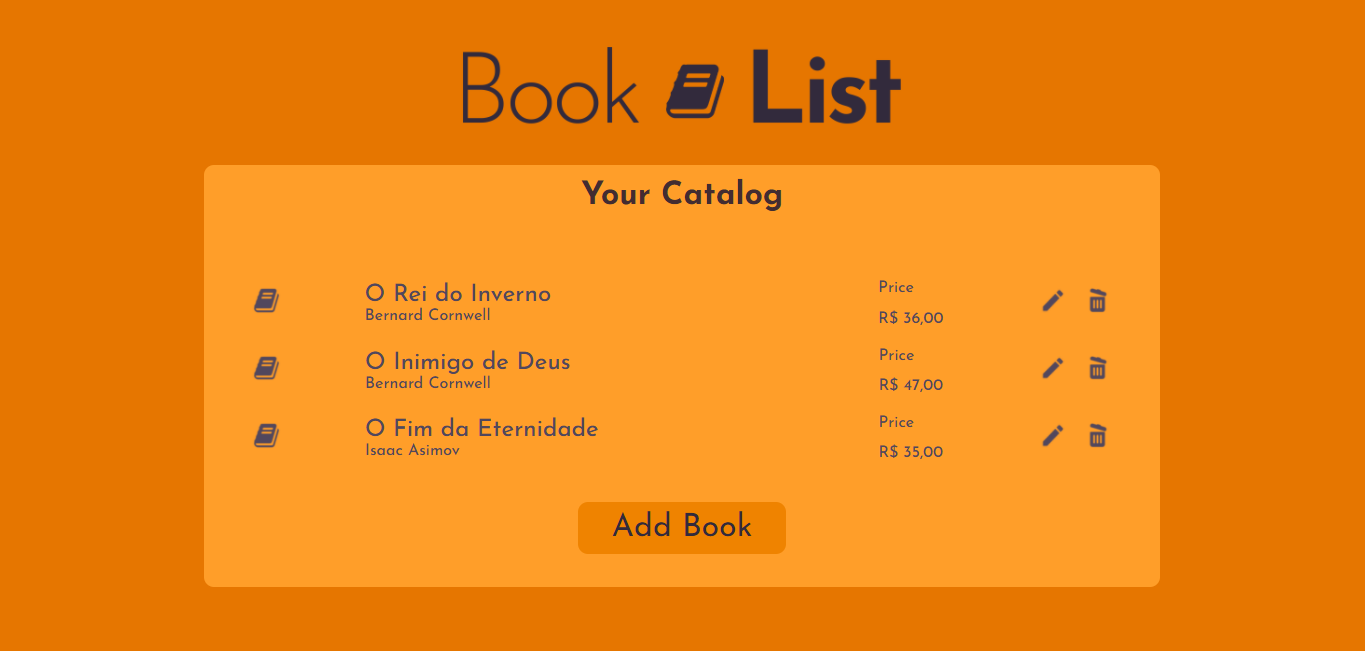 Book List
Your Catalog
O Rei do Inverno
Bernard Cornwell
Price
R$ 36,00
O Inimigo de Deus
Bernard Cornwell
Price
R$ 47,00
O Fim da Eternidade
Isaac Asimov
Price
R$ 35,00
Add Book